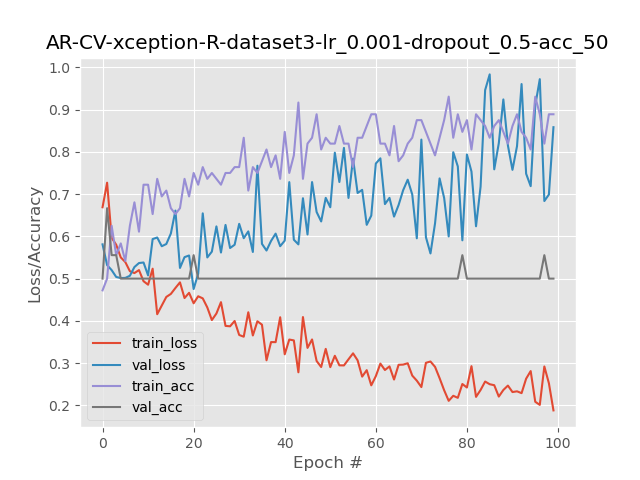 AR-CV-xception-R-dataset3-lr_0.001-dropout_0.5-acc_50
1.0
0.9
0.8
0.7
0.6
0.5
0.4
0.3
0.2
Loss/Accuracy
train_loss
val_loss
train_acc
val_acc
0 20 40 60 80 100
Epoch #